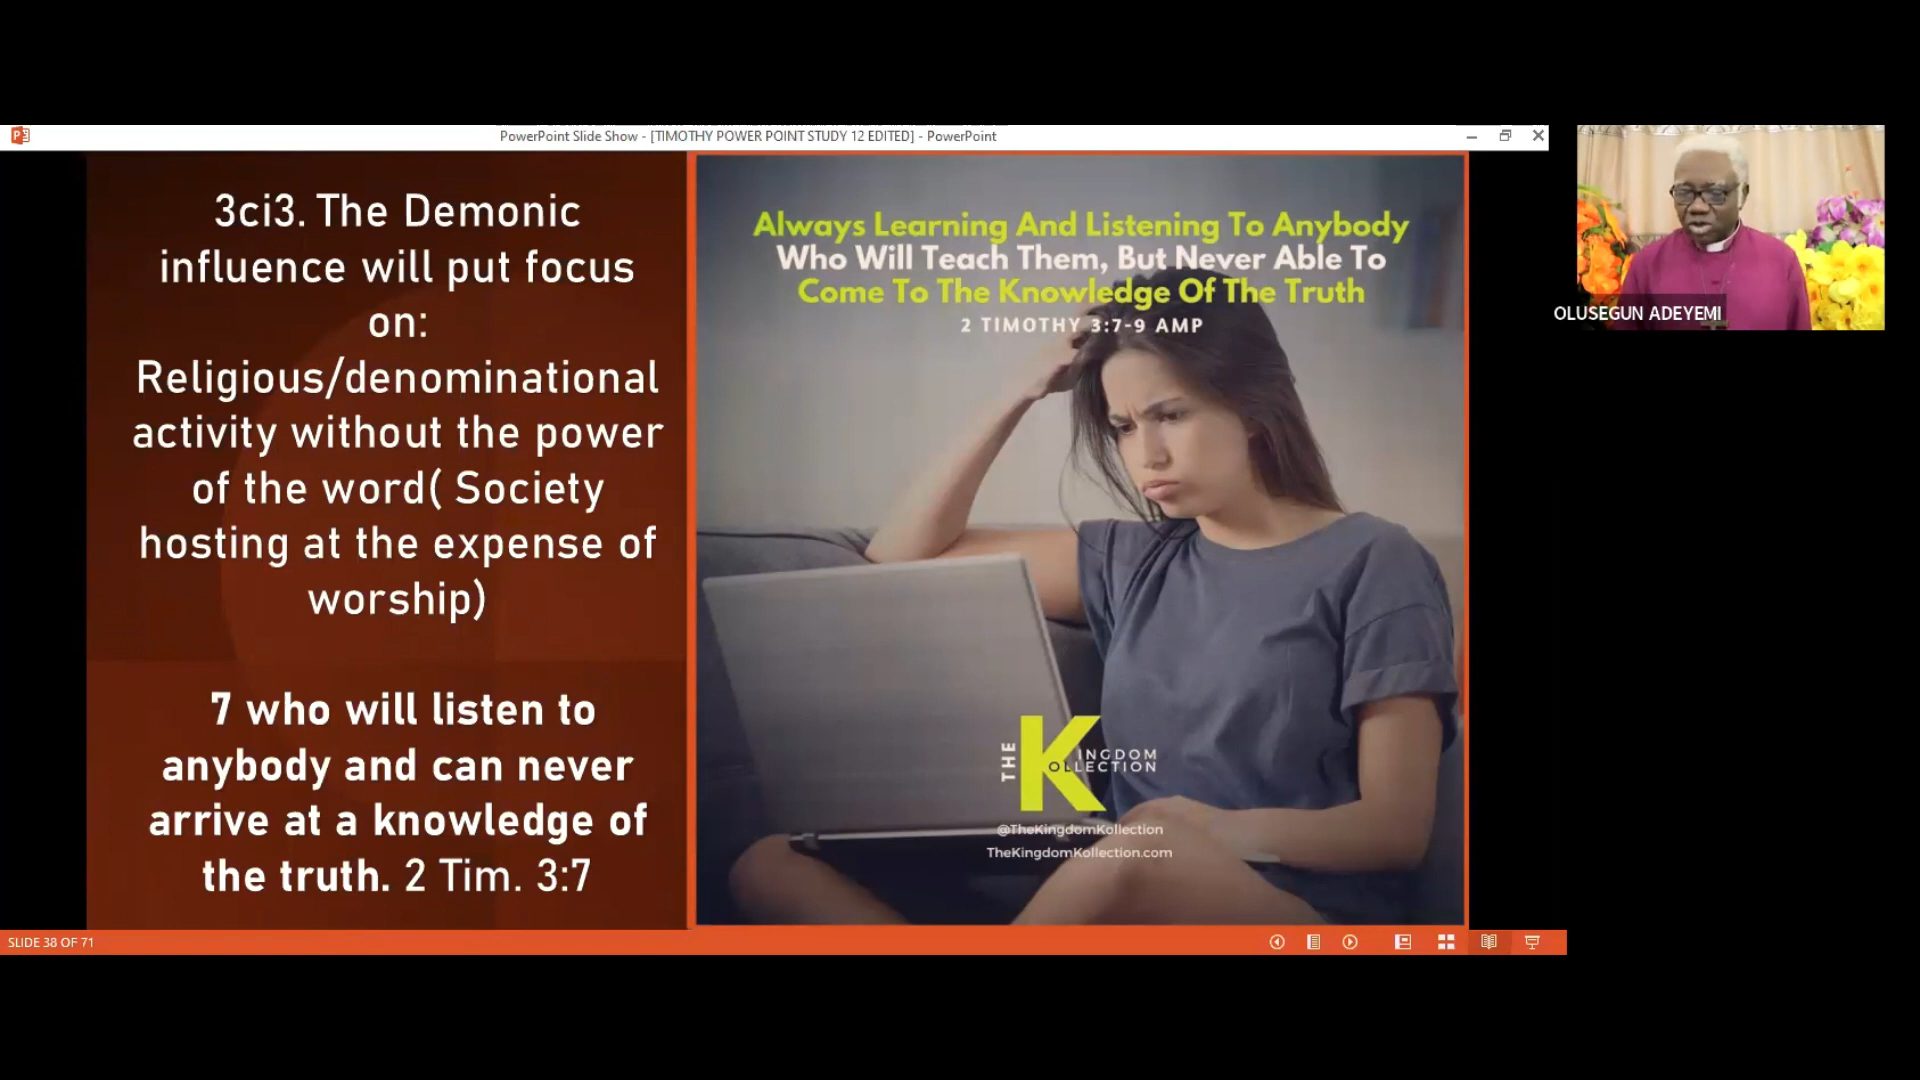 PowerPoint Slide Show - [TIMOTHY POWER POINT STUDY 12 EDITED] - PowerPoint
3ci3. The Demonic
influence will put focus
on:
Religious/denominational
activity without the power
of the word( Society
hosting at the expense of
worship)
7 who will listen to
anybody and can never
arrive at a knowledge of
the truth. 2 Tim. 3:7
Always Learning And Listening To Anybody
Who Will Teach Them, But Never Able To
Come To The Knowledge Of The Truth
2 TIMOTHY 3:7-9 AMP
THE
K
INGDOM
OLLECTION
@TheKingdomKollection
TheKingdomKollection.com
OLUSEGUN ADEYEMI
SLIDE 38 OF 71